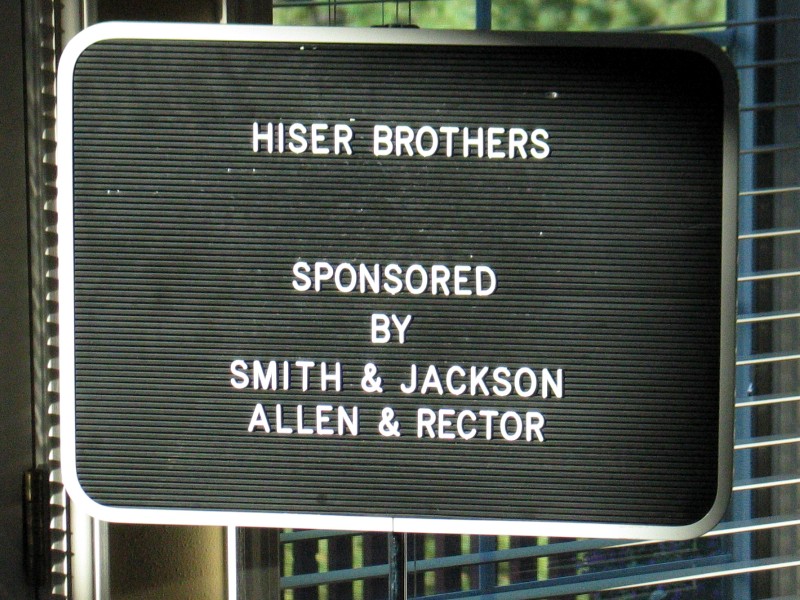 HISER BROTHERS
SPONSORED
BY
SMITH & JACKSON
ALLEN & RECTOR